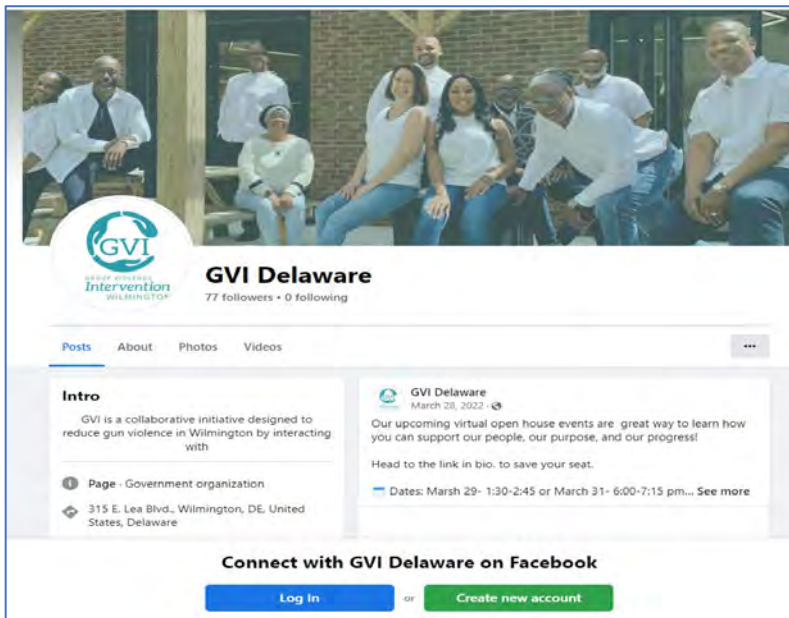 GVI
GROUP VIOLENCE
Intervention
WILMINGTON
GVI Delaware
77 followers • 0 following
Posts About Photos Videos
...
Intro
GVI is a collaborative initiative designed to
reduce gun violence in Wilmington by interacting
with
Page · Government organization
315 E. Lea Blvd., Wilmington, DE, United
States, Delaware
GVI Delaware
March 28, 2022 ·
Our upcoming virtual open house events are great way to learn how
you can support our people, our purpose, and our progress!
Head to the link in bio. to save your seat.
Dates: Marsh 29- 1:30-2:45 or March 31- 6:00-7:15 pm... See more
Connect with GVI Delaware on Facebook
Log In or Create new account